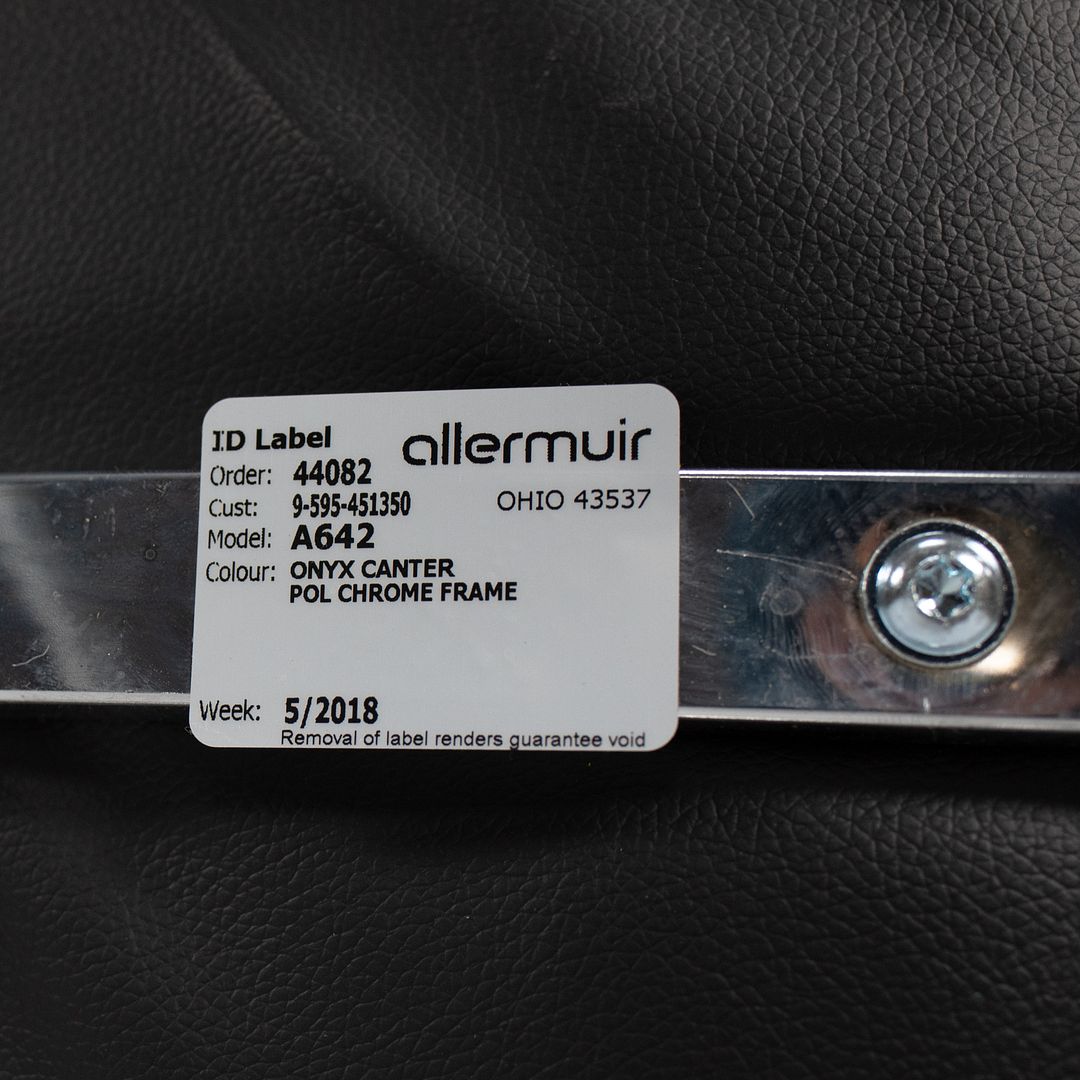 ID Label
allermuir
Order: 44082
Cust: 9-595-451350
OHIO 43537
Model: A642
Colour: ONYX CANTER
POL CHROME FRAME
Week: 5/2018
Removal of label renders guarantee void